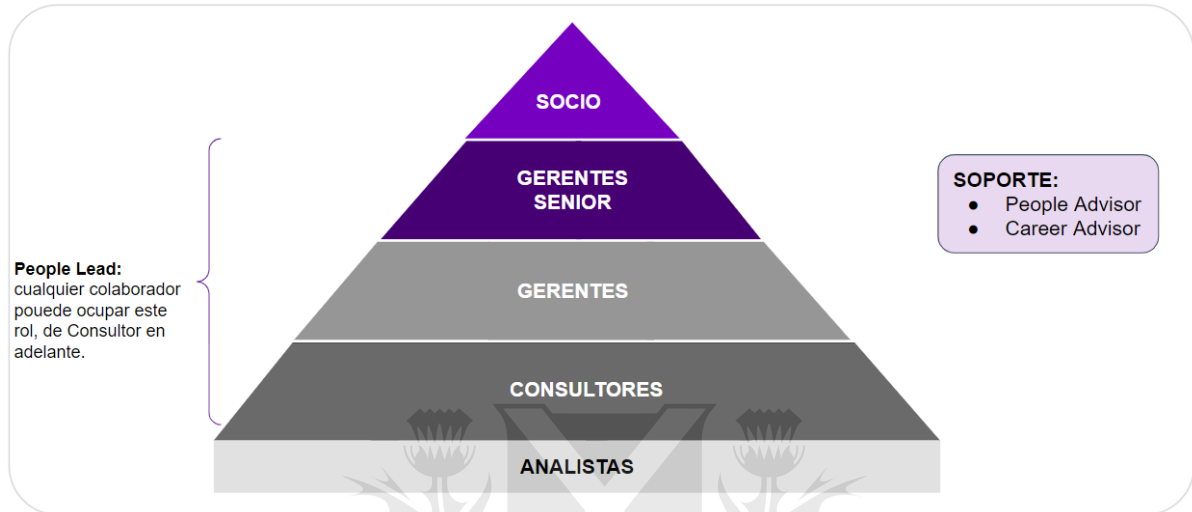 SOCIO
GERENTES
SENIOR
GERENTES
CONSULTORES
ANALISTAS
People Lead:
cualquier colaborador
pouede ocupar este
rol, de Consultor en
adelante.
SOPORTE:
● People Advisor
● Career Advisor